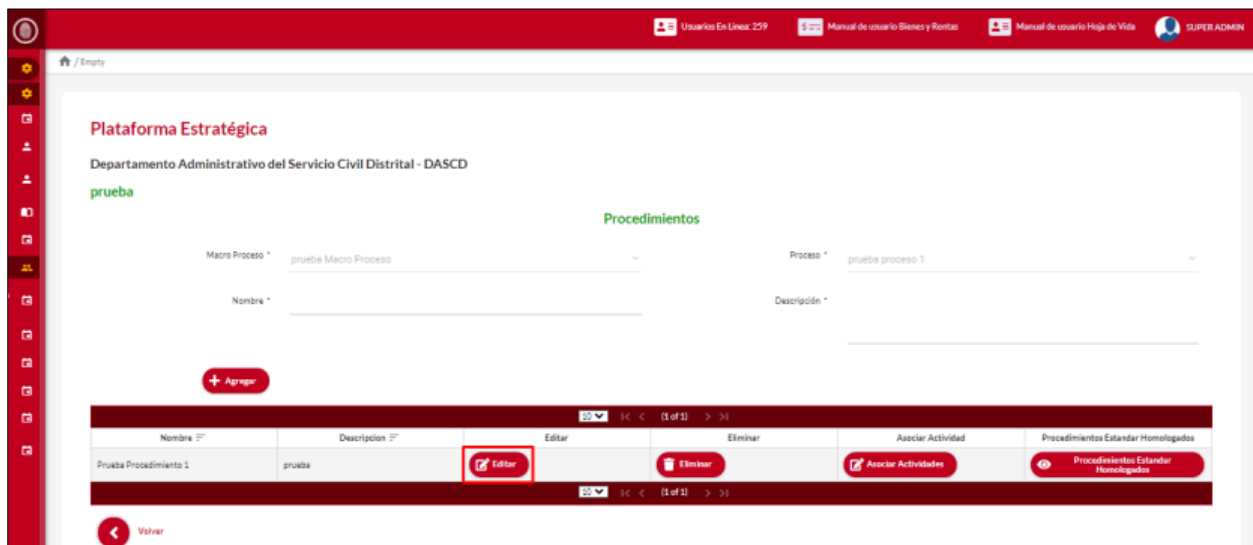 Usuarios En Linea: 259 Manual de usuario Bienes y Rentas Manual de usuario Hoja de Vida SUPER ADMIN
/ Empty
Plataforma Estratégica
Departamento Administrativo del Servicio Civil Distrital - DASCD
prueba
Procedimientos
Macro Proceso * prueba Macro Proceso Proceso * prueba proceso 1
Nombre * Descripción *
+ Agregar
10 (1 of 1)
Nombre Descripcion Editar Eliminar Asociar Actividad Procedimientos Estandar Homologados
Prueba Procedimiento 1 prueba Editar Eliminar Asociar Actividades Procedimientos Estandar
Homologados
10 (1 of 1)
Volver